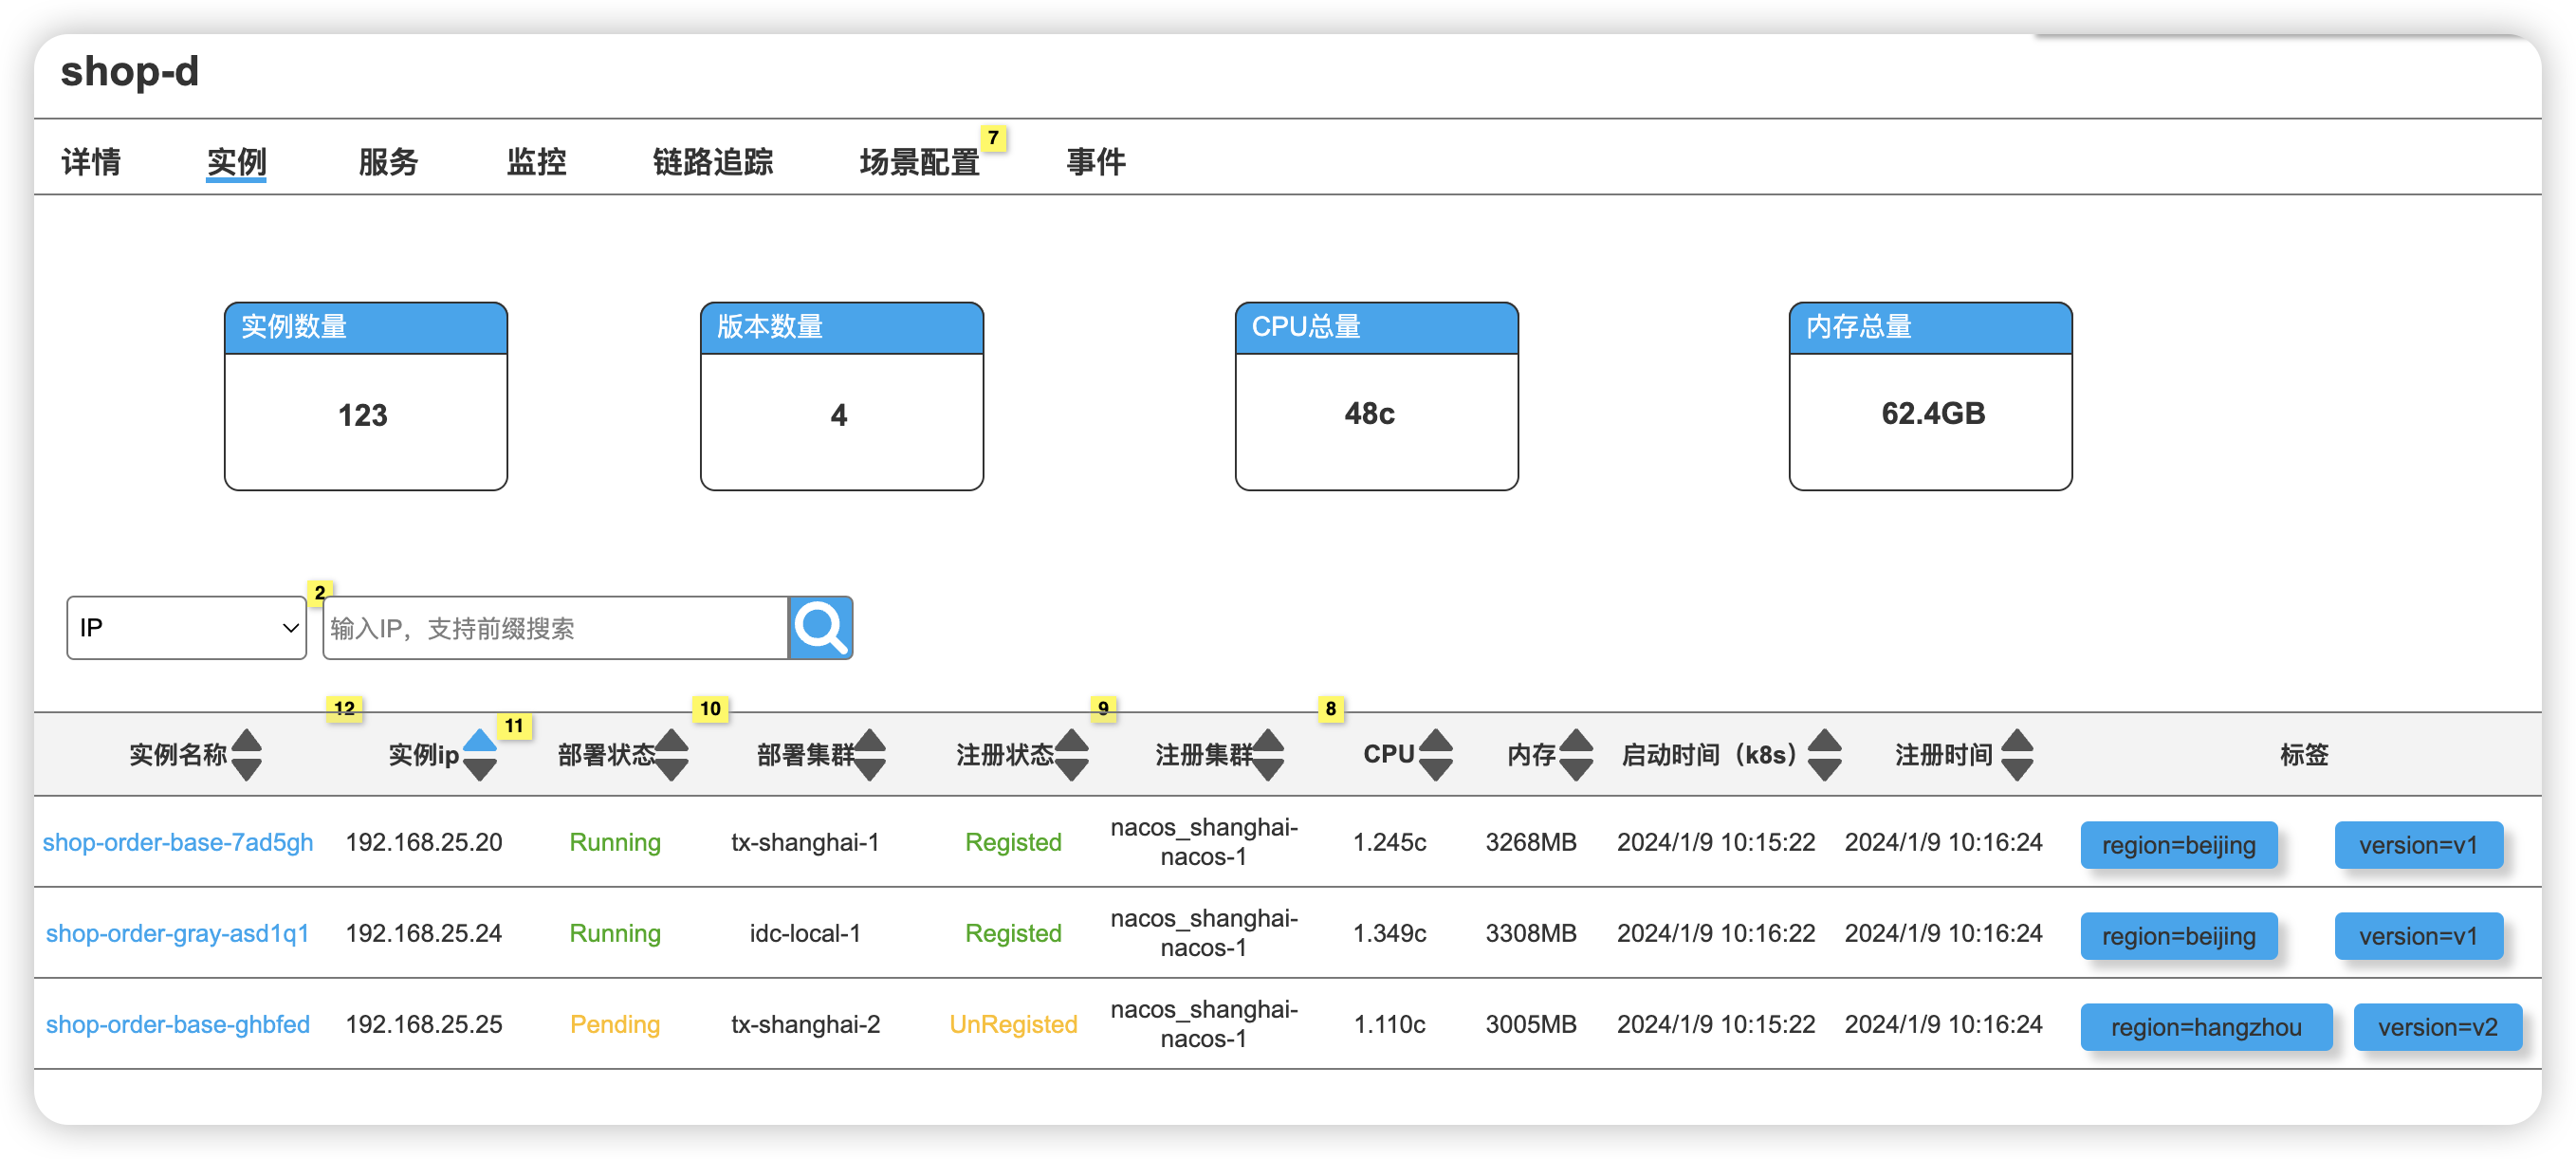 shop-d
详情 实例 服务 监控 链路追踪 场景配置 7 事件
实例数量 版本数量 CPU总量 内存总量
123 4 48c 62.4GB
IP 2 输入IP，支持前缀搜索
12 11 10 9 8
实例名称 实例ip 部署状态 部署集群 注册状态 注册集群 CPU 内存 启动时间（k8s） 注册时间 标签
shop-order-base-7ad5gh 192.168.25.20 Running tx-shanghai-1 Registed nacos_shanghai-nacos-1 1.245c 3268MB 2024/1/9 10:15:22 2024/1/9 10:16:24 region=beijing version=v1
shop-order-gray-asd1q1 192.168.25.24 Running idc-local-1 Registed nacos_shanghai-nacos-1 1.349c 3308MB 2024/1/9 10:16:22 2024/1/9 10:16:24 region=beijing version=v1
shop-order-base-ghbfed 192.168.25.25 Pending tx-shanghai-2 UnRegisted nacos_shanghai-nacos-1 1.110c 3005MB 2024/1/9 10:15:22 2024/1/9 10:16:24 region=hangzhou version=v2